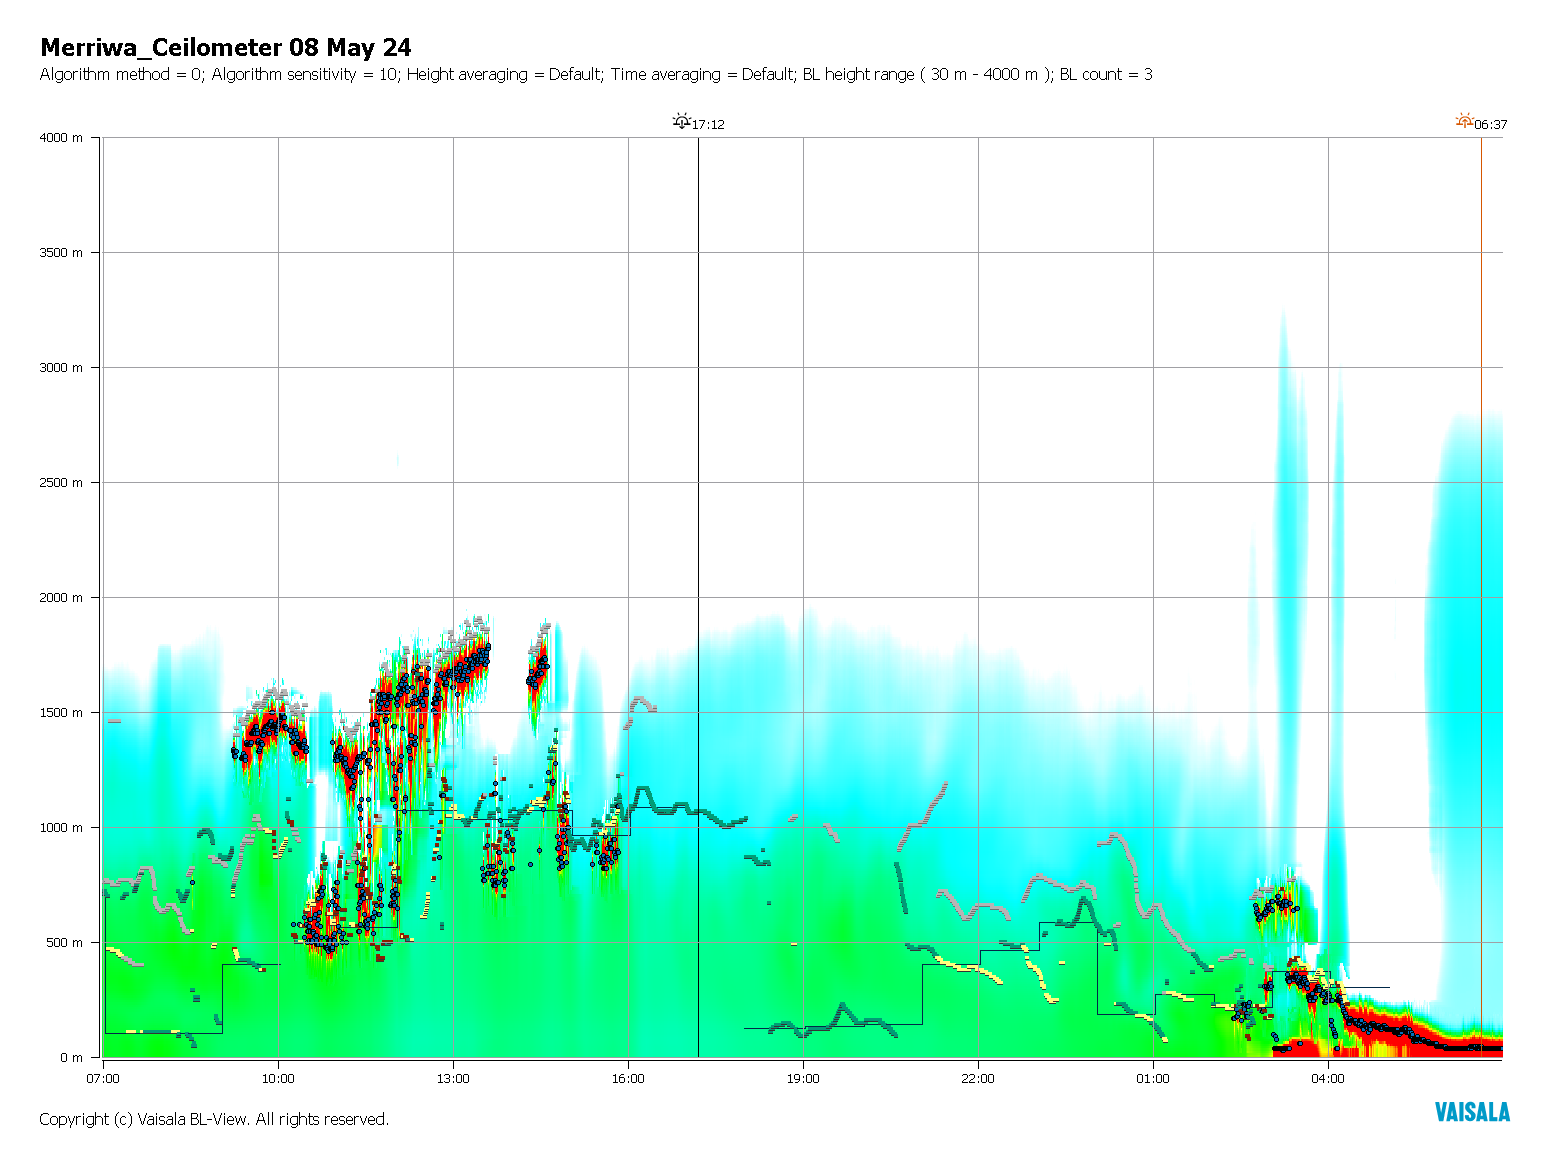 Merriwa_Ceilometer 08 May 24
Algorithm method = 0; Algorithm sensitivity = 10; Height averaging = Default; Time averaging = Default; BL height range ( 30 m - 4000 m ); BL count = 3
17:12
06:37
4000 m
3500 m
3000 m
2500 m
2000 m
1500 m
1000 m
500 m
0 m
07:00 10:00 13:00 16:00 19:00 22:00 01:00 04:00
Copyright (c) Vaisala BL-View. All rights reserved.
VAISALA